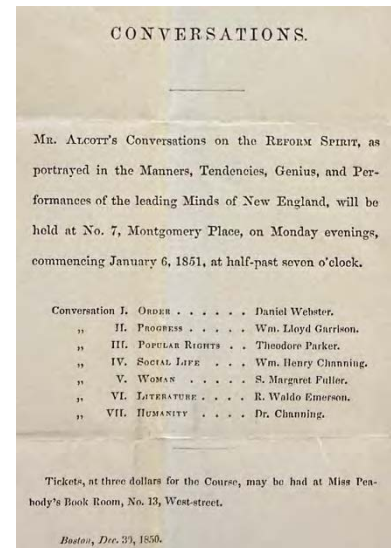 CONVERSATIONS.
MR. ALCOTT'S Conversations on the REFORM SPIRIT, as
portrayed in the Manners, Tendencies, Genius, and Per-
formances of the leading Minds of New England, will be
held at No. 7, Montgomery Place, on Monday evenings,
commencing January 6, 1851, at half-past seven o'clock.
Conversation I. ORDER . . . . . . Daniel Webster.
„ II. PROGRESS . . . . . Wm. Lloyd Garrison.
„ III. POPULAR RIGHTS . . Theodore Parker.
„ IV. SOCIAL LIFE . . . Wm. Henry Channing.
„ V. WOMAN . . . . . S. Margaret Fuller.
„ VI. LITERATURE . . . . R. Waldo Emerson.
„ VII. HUMANITY . . . . Dr. Channing.
Tickets, at three dollars for the Course, may be had at Miss Pea-
body's Book Room, No. 13, West-street.
Boston, Dec. 30, 1850.